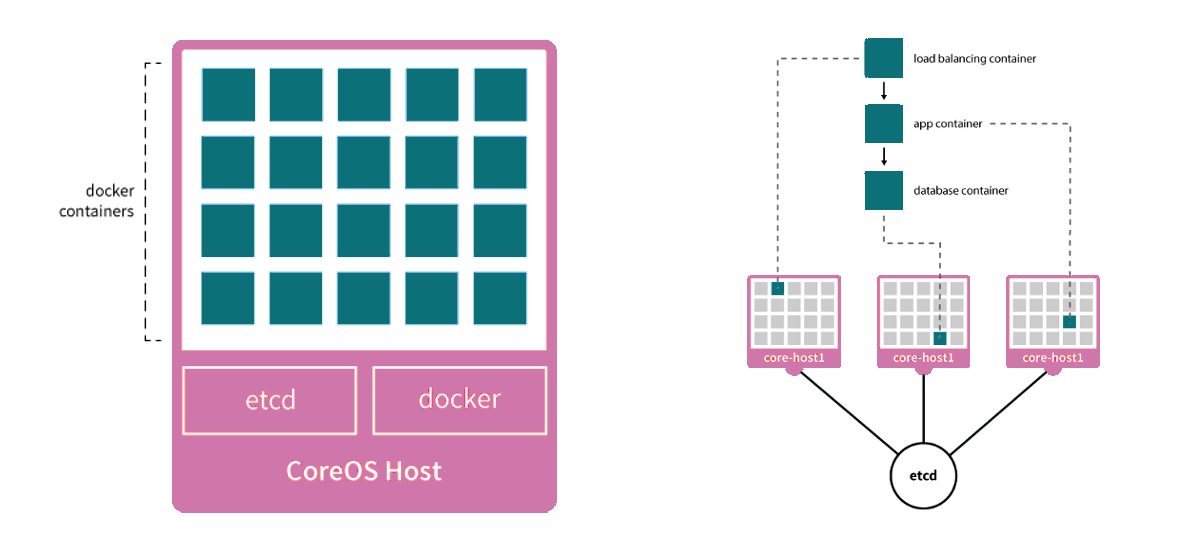 docker
containers
etcd
docker
CoreOS Host
load balancing container
app container
database container
core-host1
core-host1
core-host1
etcd